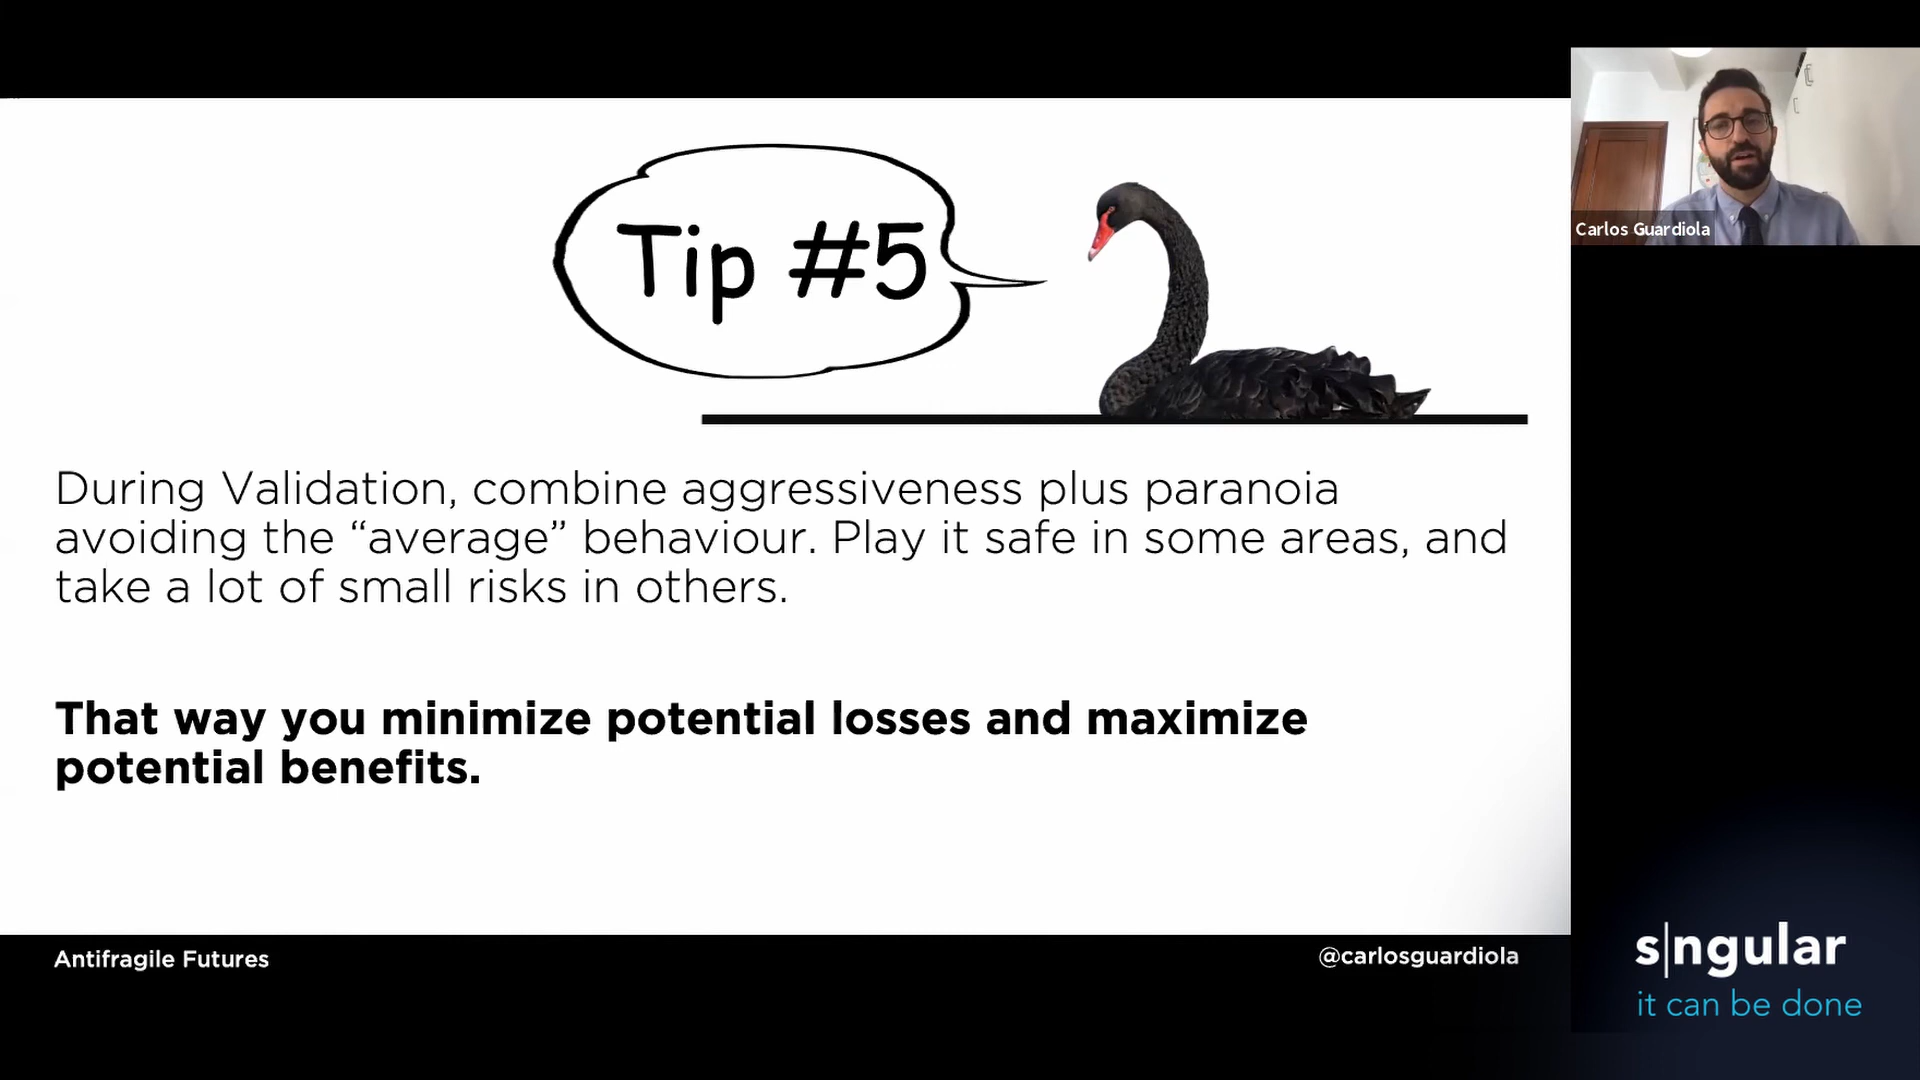 Tip #5
Carlos Guardiola
During Validation, combine aggressiveness plus paranoia
avoiding the “average” behaviour. Play it safe in some areas, and
take a lot of small risks in others.
That way you minimize potential losses and maximize
potential benefits.
Antifragile Futures
@carlosguardiola
s|ngular
it can be done